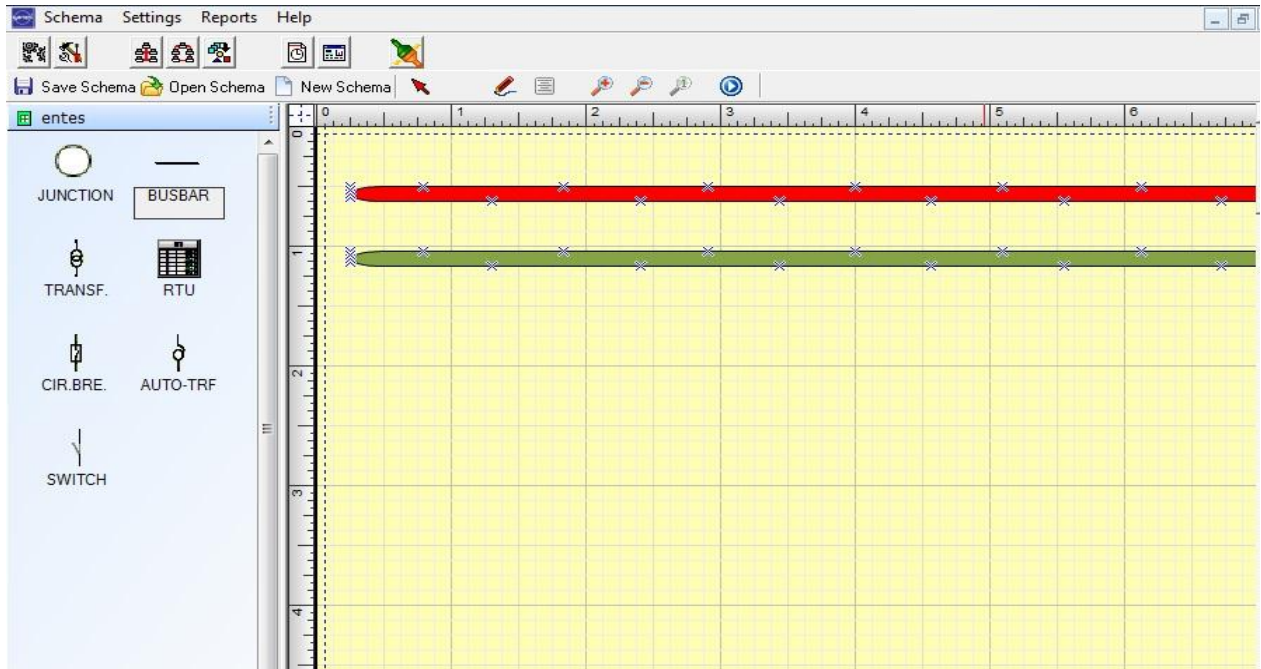 Schema Settings Reports Help
Save Schema Open Schema New Schema
entes
0 1 2 3 4 5 6
0
JUNCTION BUSBAR
1
TRANSF. RTU
2
CIR.BRE. AUTO-TRF
SWITCH
3
4